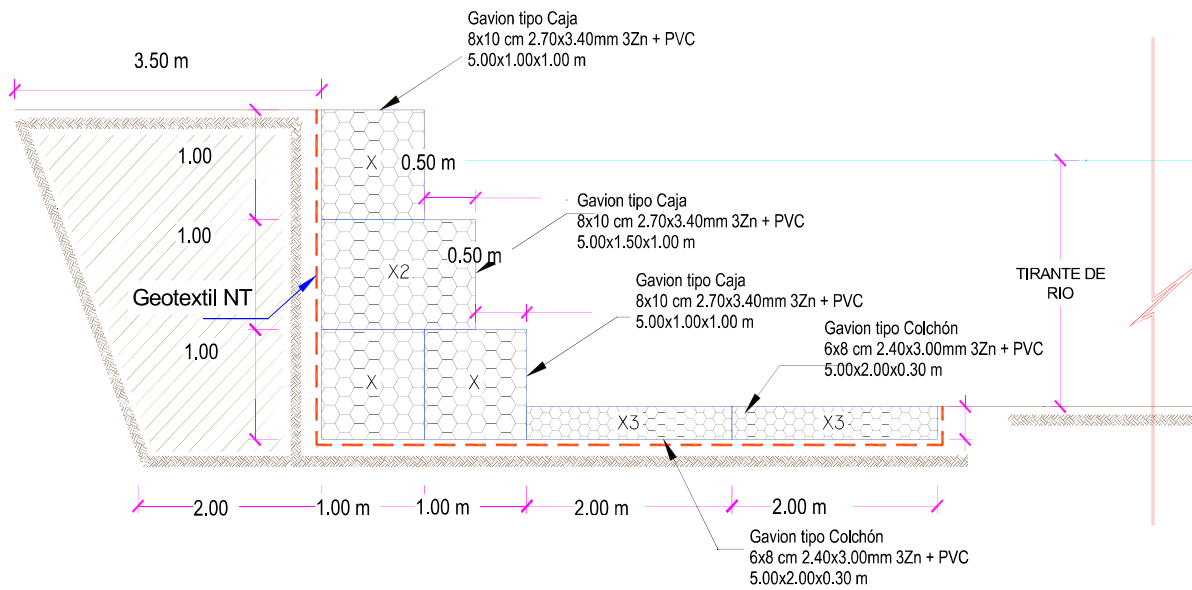 Gavion tipo Caja
8x10 cm 2.70x3.40mm 3Zn + PVC
5.00x1.00x1.00 m
3.50 m
1.00
X
0.50 m
Gavion tipo Caja
8x10 cm 2.70x3.40mm 3Zn + PVC
5.00x1.50x1.00 m
1.00
0.50 m
X2
Gavion tipo Caja
8x10 cm 2.70x3.40mm 3Zn + PVC
5.00x1.00x1.00 m
TIRANTE DE
RIO
Geotextil NT
Gavion tipo Colchón
6x8 cm 2.40x3.00mm 3Zn + PVC
5.00x2.00x0.30 m
1.00
X
X
X3
X3
2.00
1.00 m
1.00 m
2.00 m
2.00 m
Gavion tipo Colchón
6x8 cm 2.40x3.00mm 3Zn + PVC
5.00x2.00x0.30 m